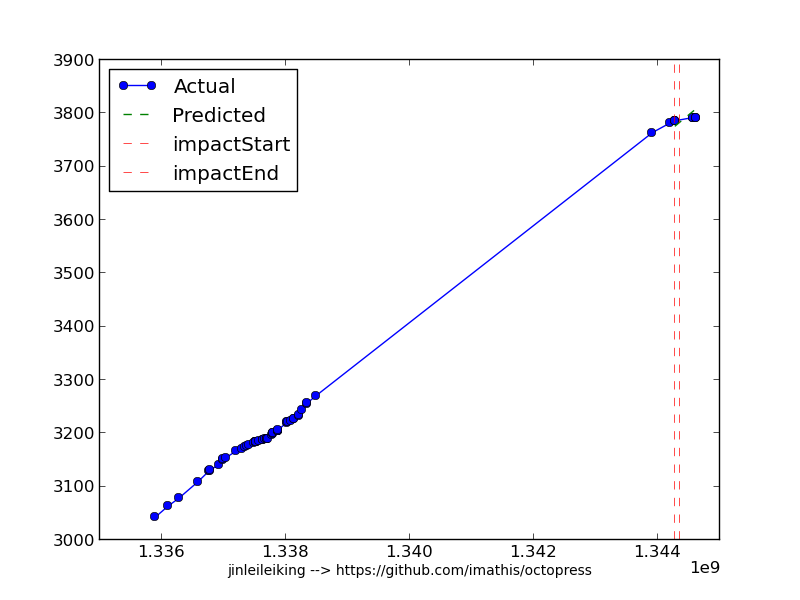 3900
3800
3700
3600
3500
3400
3300
3200
3100
3000
Actual
Predicted
impactStart
impactEnd
1.336 1.338 1.340 1.342 1.344
1e9
jinleileiking --> https://github.com/imathis/octopress